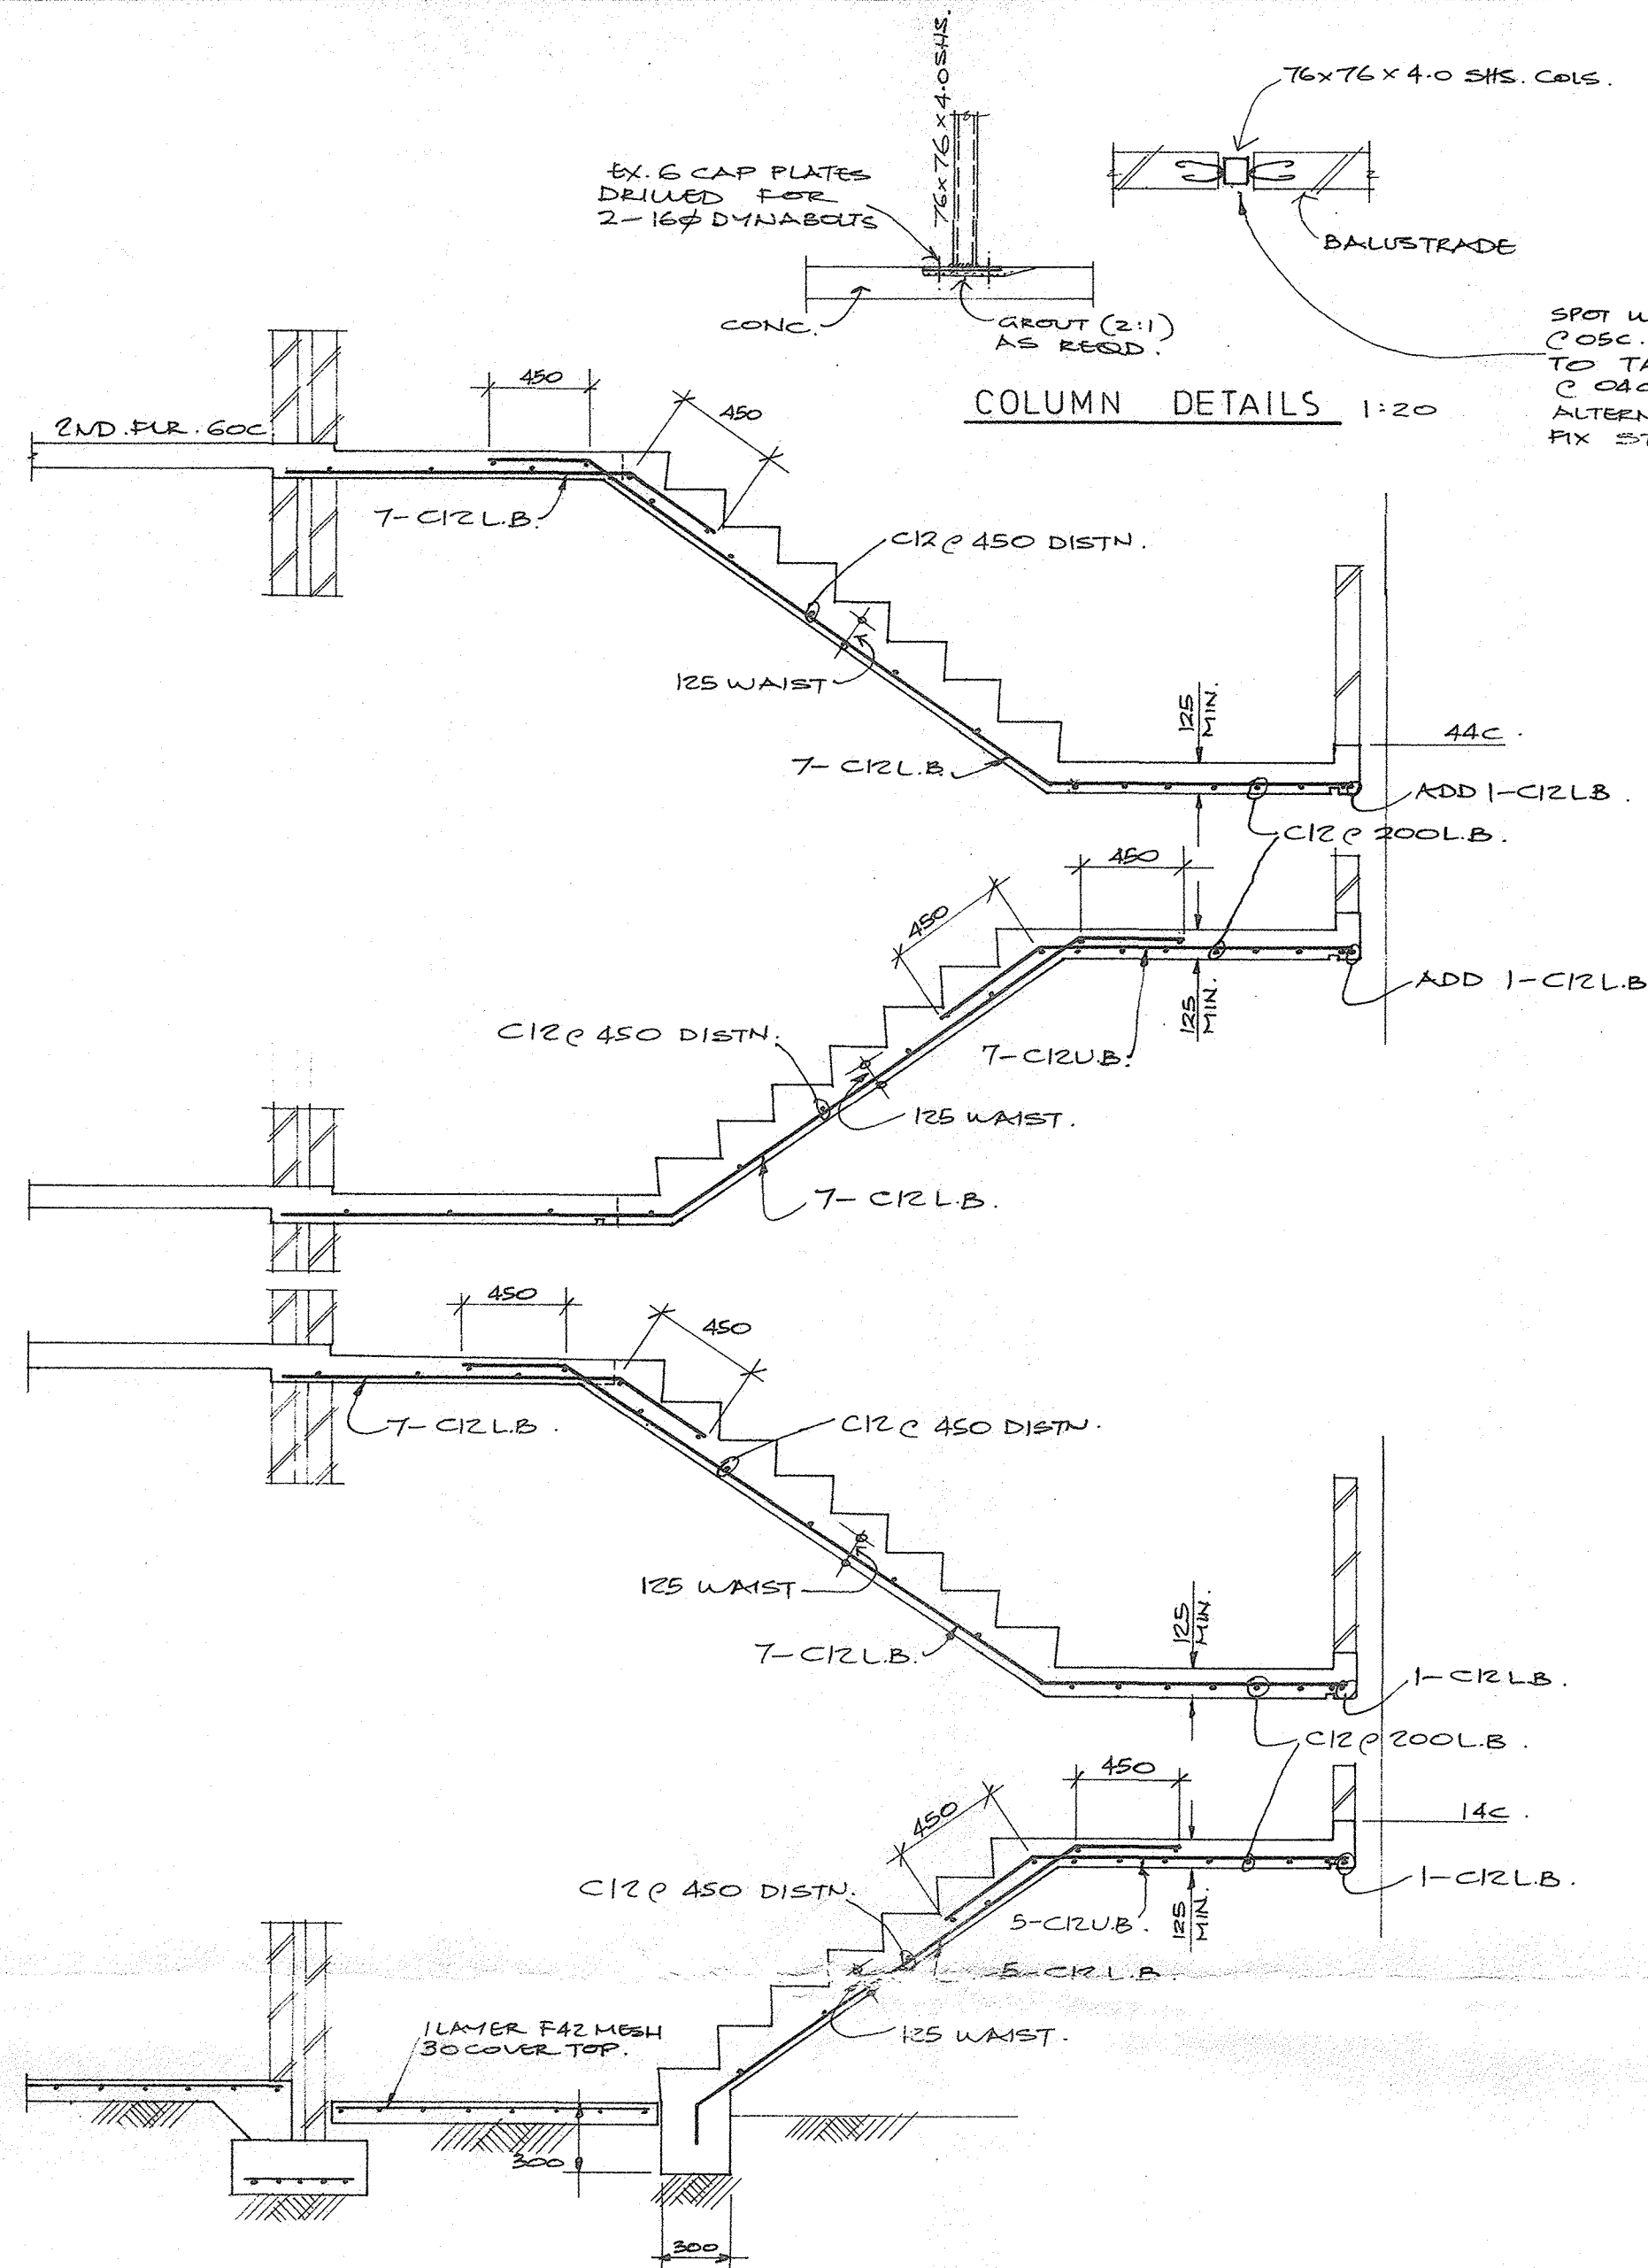 76x76x4.0 SHS.
76x76x4.0 SHS. COLS.
EX. 6 CAP PLATES
DRILLED FOR
2-16ϕ DYNABOLTS
BALUSTRADE
CONC.
GROUT (2:1)
AS REQD.
SPOT
@ 05C.
TO
@
FIX
COLUMN DETAILS 1:20
450
450
2ND. FLR. 60C
7-C12 L.B.
C12 @ 450 DISTN.
125 WAIST
125
MIN.
44C.
7-C12 L.B.
ADD 1-C12 L.B.
C12 @ 200 L.B.
450
450
ADD 1-C12 L.B
C12 @ 450 DISTN.
7-C12 U.B.
125
MIN.
125 WAIST.
7-C12 L.B.
450
450
7-C12 L.B.
C12 @ 450 DISTN.
125 WAIST
125
MIN.
7-C12 L.B.
1-C12 L.B.
C12 @ 200 L.B.
450
450
14C.
C12 @ 450 DISTN.
1-C12 L.B.
5-C12 U.B.
125
MIN.
5-C12 L.B.
1 LAYER F42 MESH
30 COVER TOP.
125 WAIST.
300
300